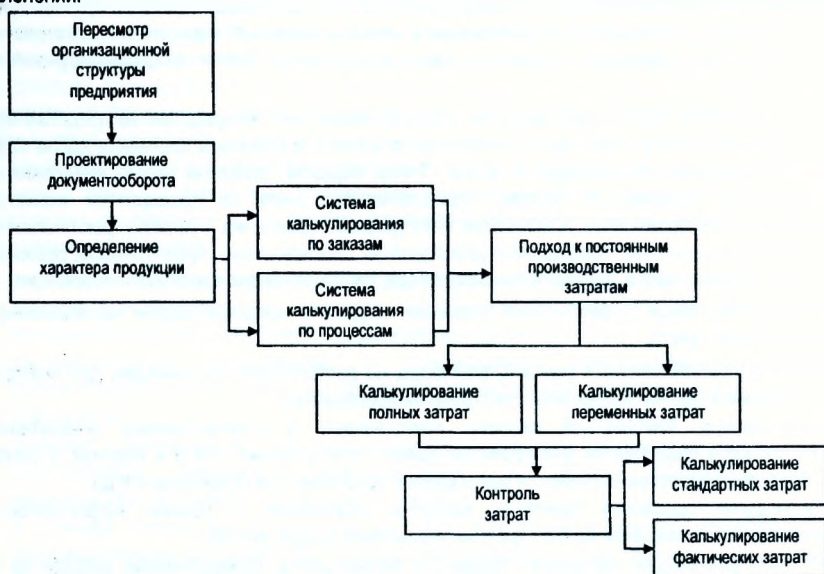 Пересмотр
организационной
структуры
предприятия
Проектирование
документооборота
Определение
характера продукции
Система
калькулирования
по заказам
Система
калькулирования
по процессам
Подход к постоянным
производственным
затратам
Калькулирование
полных затрат
Калькулирование
переменных затрат
Контроль
затрат
Калькулирование
стандартных затрат
Калькулирование
фактических затрат